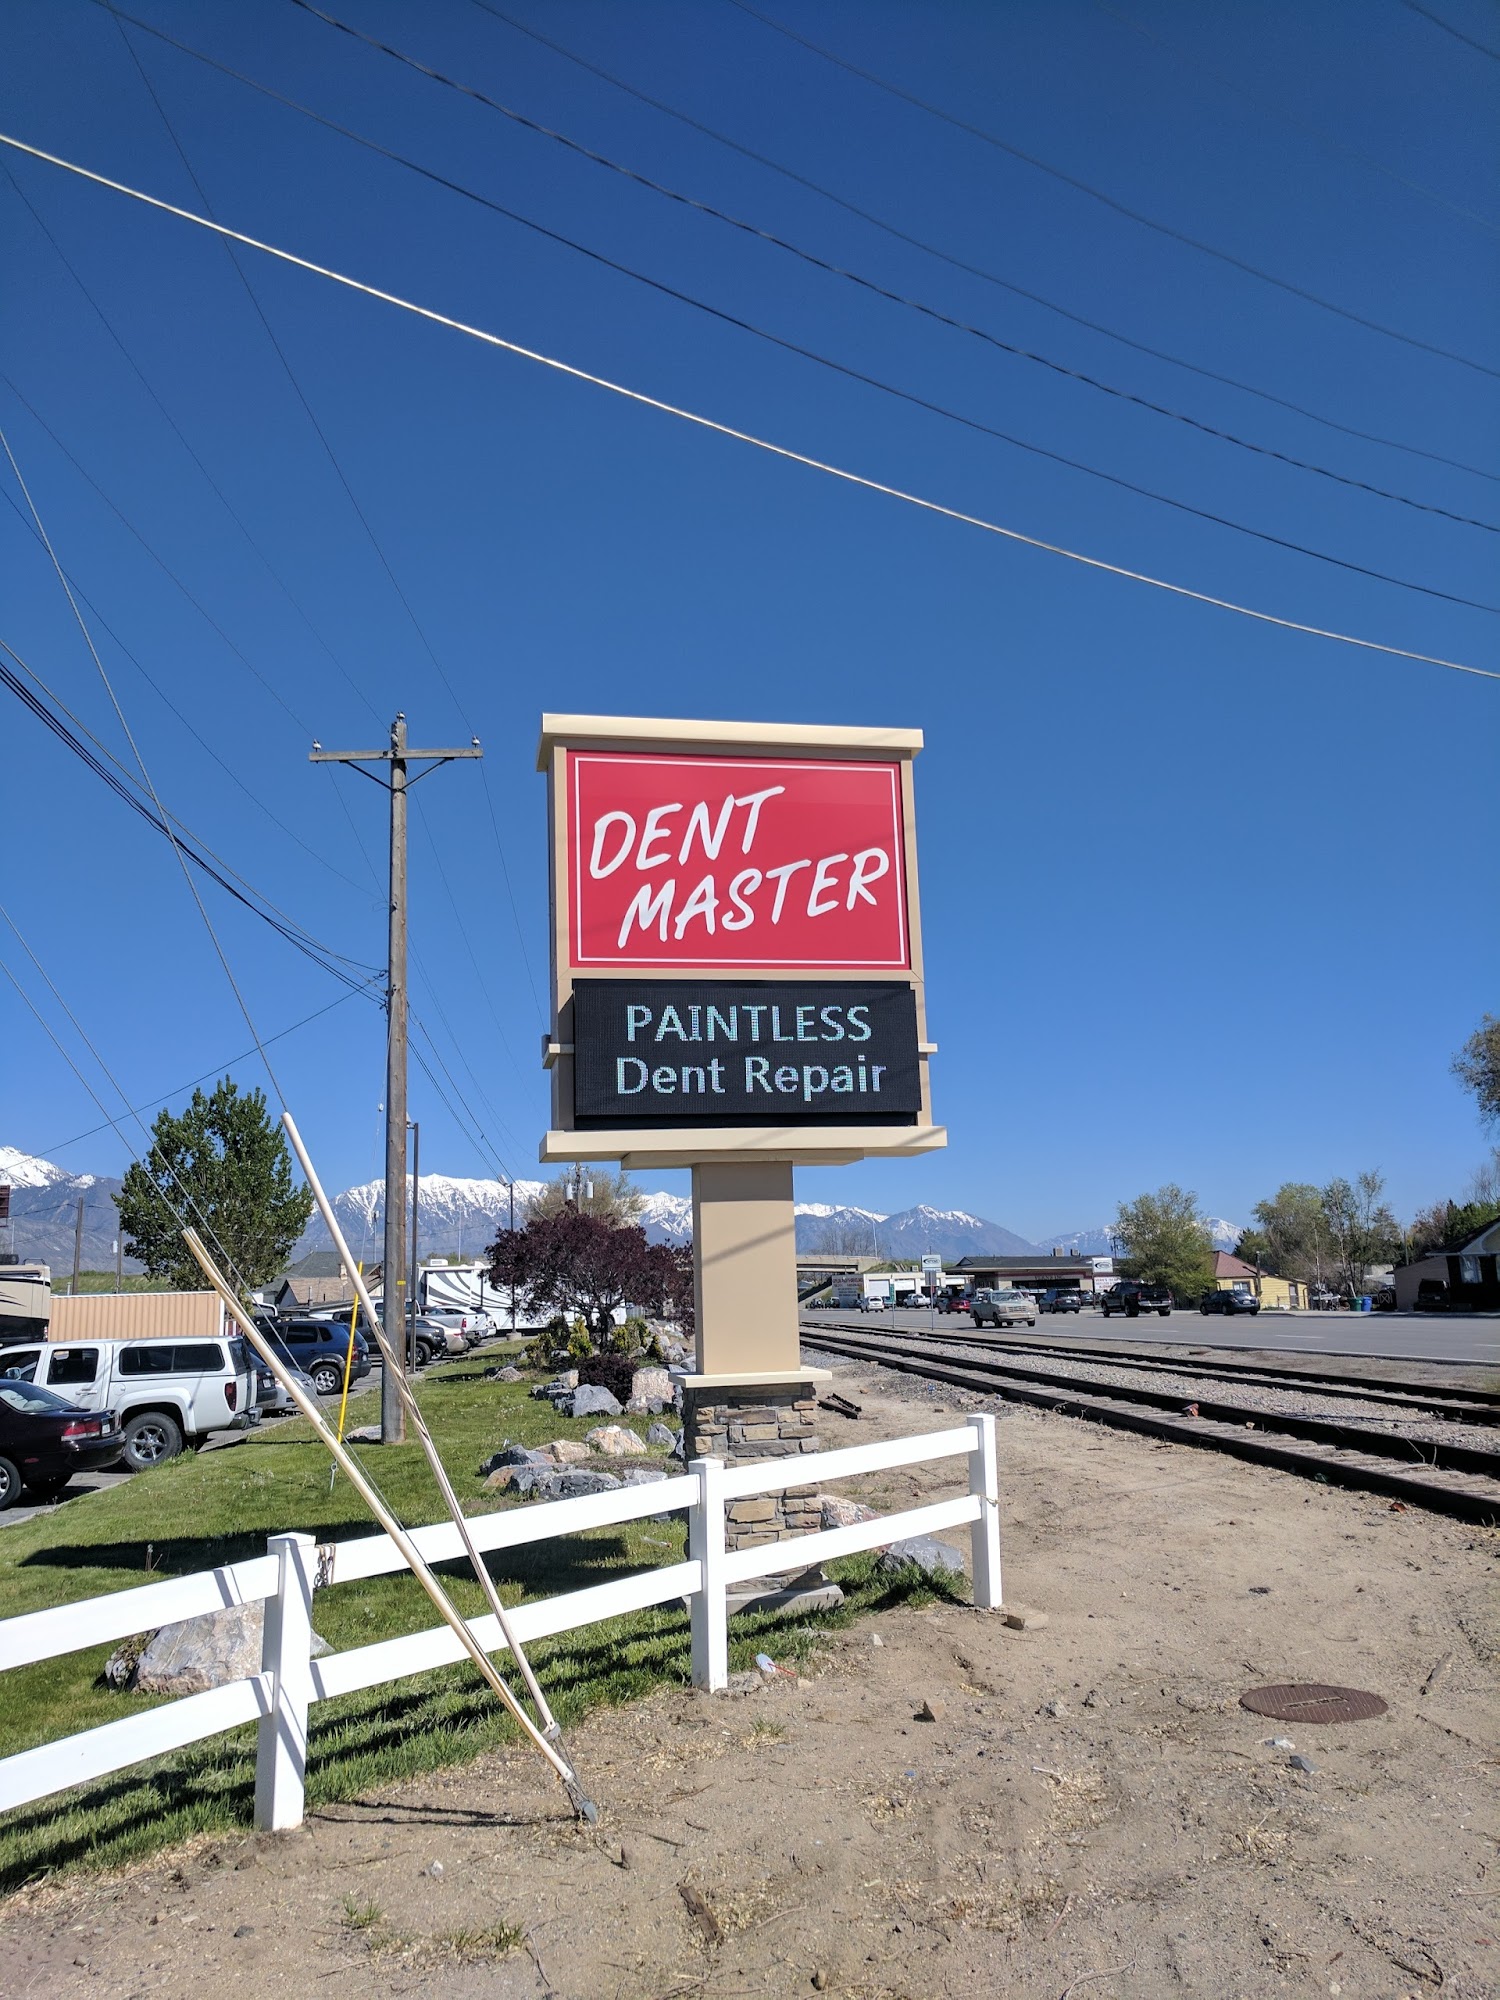 DENT
MASTER
PAINTLESS
Dent Repair